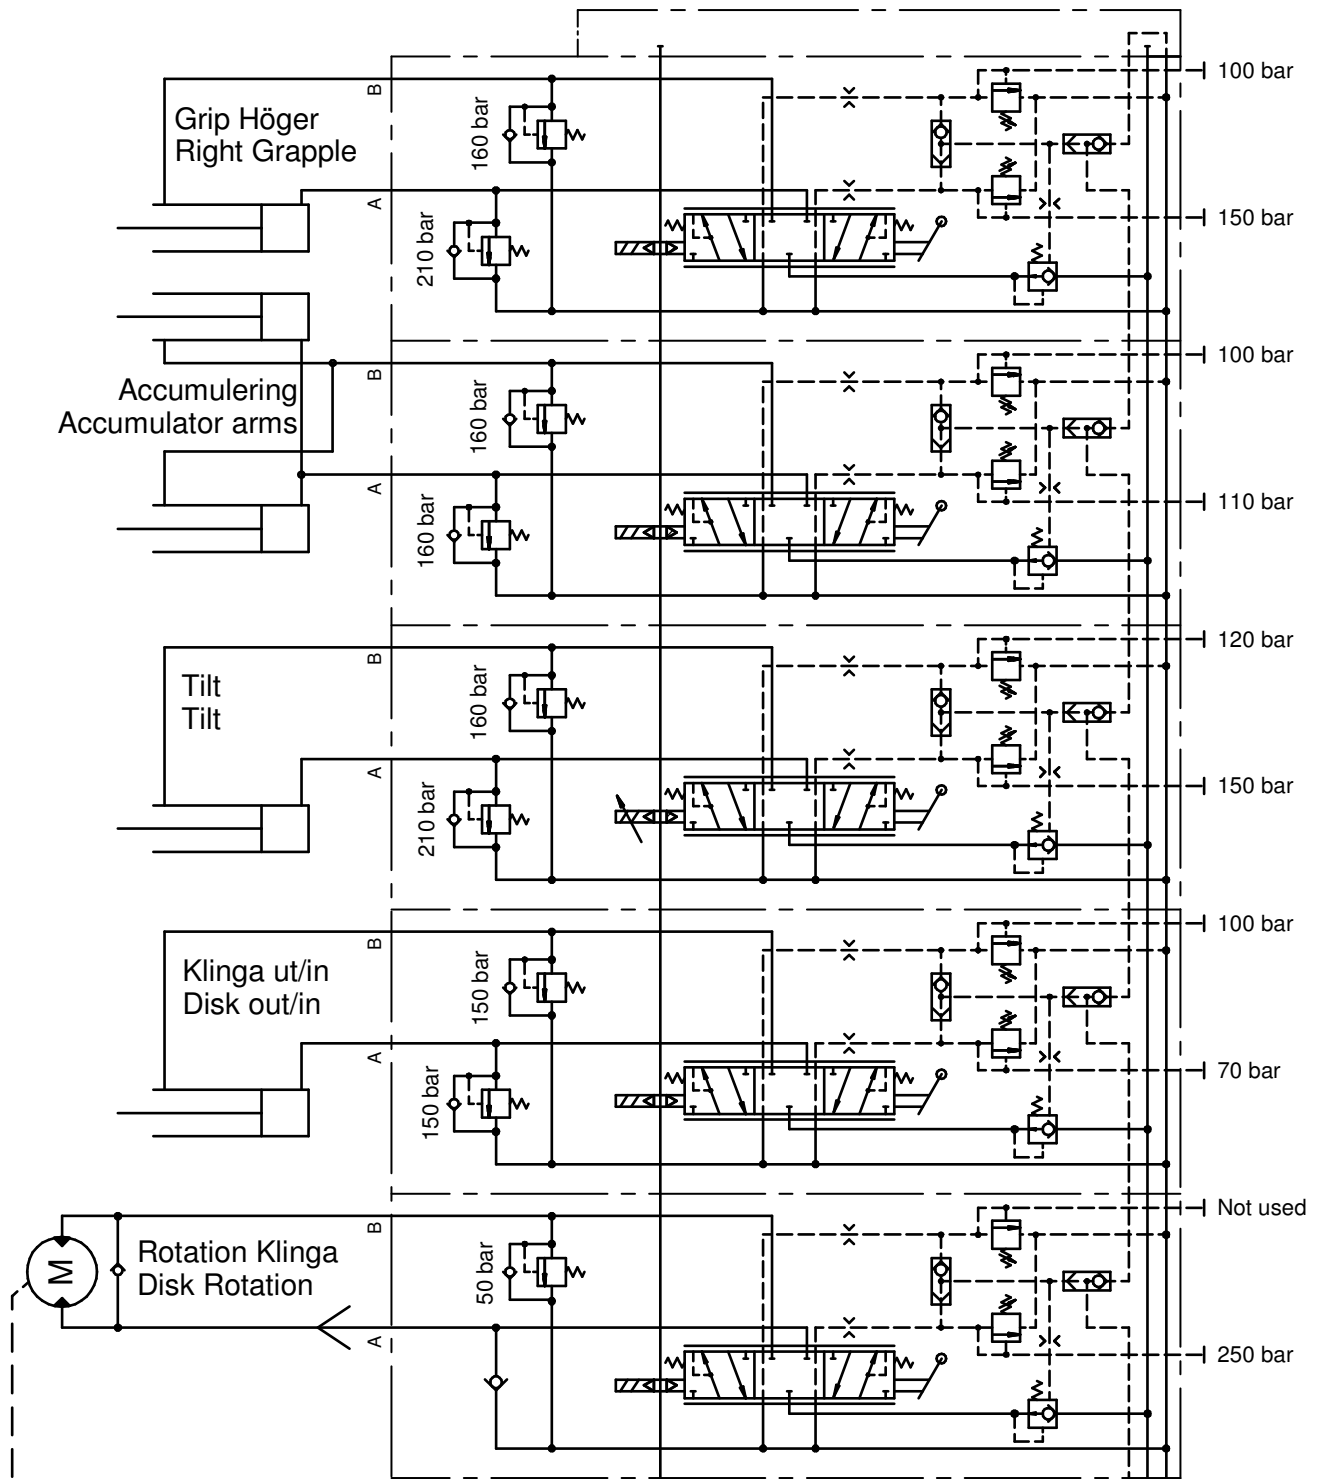 100 bar
B
Grip Höger
Right Grapple
160 bar
A
150 bar
210 bar
100 bar
B
Accumulering
Accumulator arms
160 bar
A
110 bar
160 bar
120 bar
B
Tilt
Tilt
160 bar
A
150 bar
210 bar
100 bar
B
Klinga ut/in
Disk out/in
150 bar
A
70 bar
150 bar
Not used
B
M
Rotation Klinga
Disk Rotation
50 bar
A
250 bar